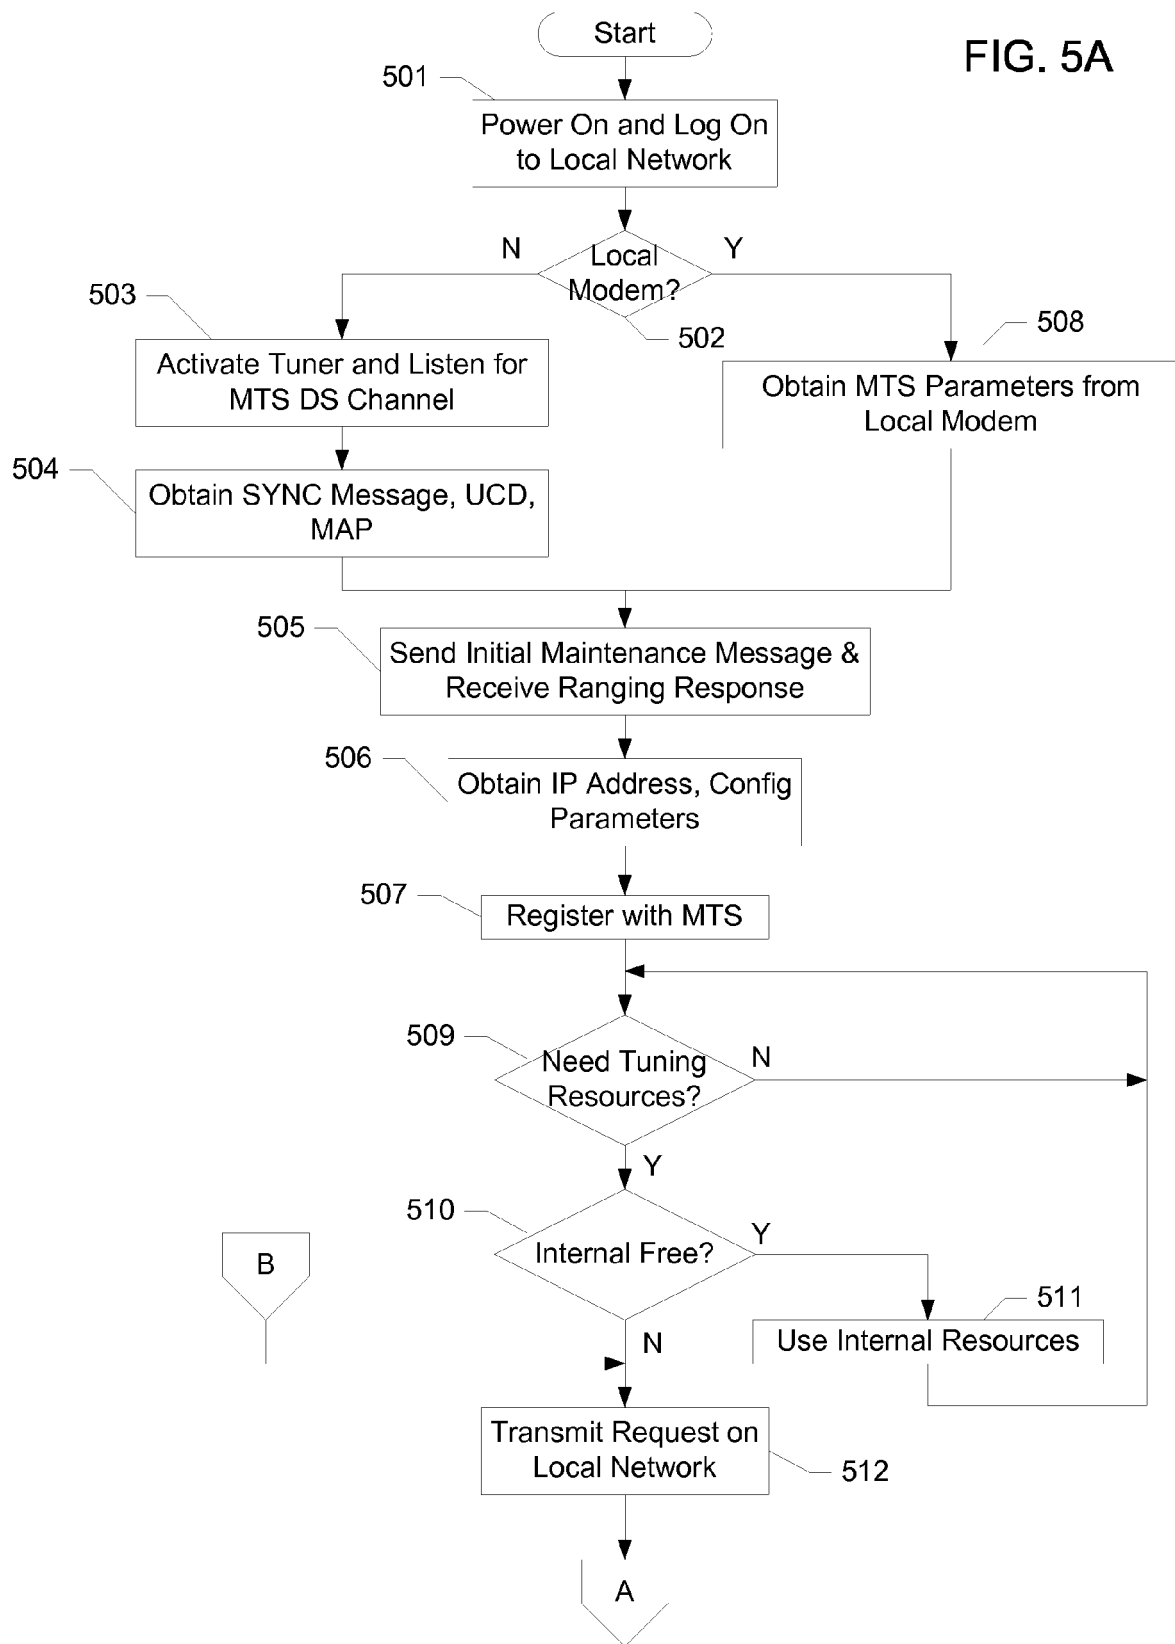 Start
FIG. 5A
501
Power On and Log On
to Local Network
N
Local
Modem?
Y
502
503
Activate Tuner and Listen for
MTS DS Channel
508
Obtain MTS Parameters from
Local Modem
504
Obtain SYNC Message, UCD,
MAP
505
Send Initial Maintenance Message &
Receive Ranging Response
506
Obtain IP Address, Config
Parameters
507
Register with MTS
509
Need Tuning
Resources?
N
Y
510
Internal Free?
Y
B
N
511
Use Internal Resources
Transmit Request on
Local Network
512
A